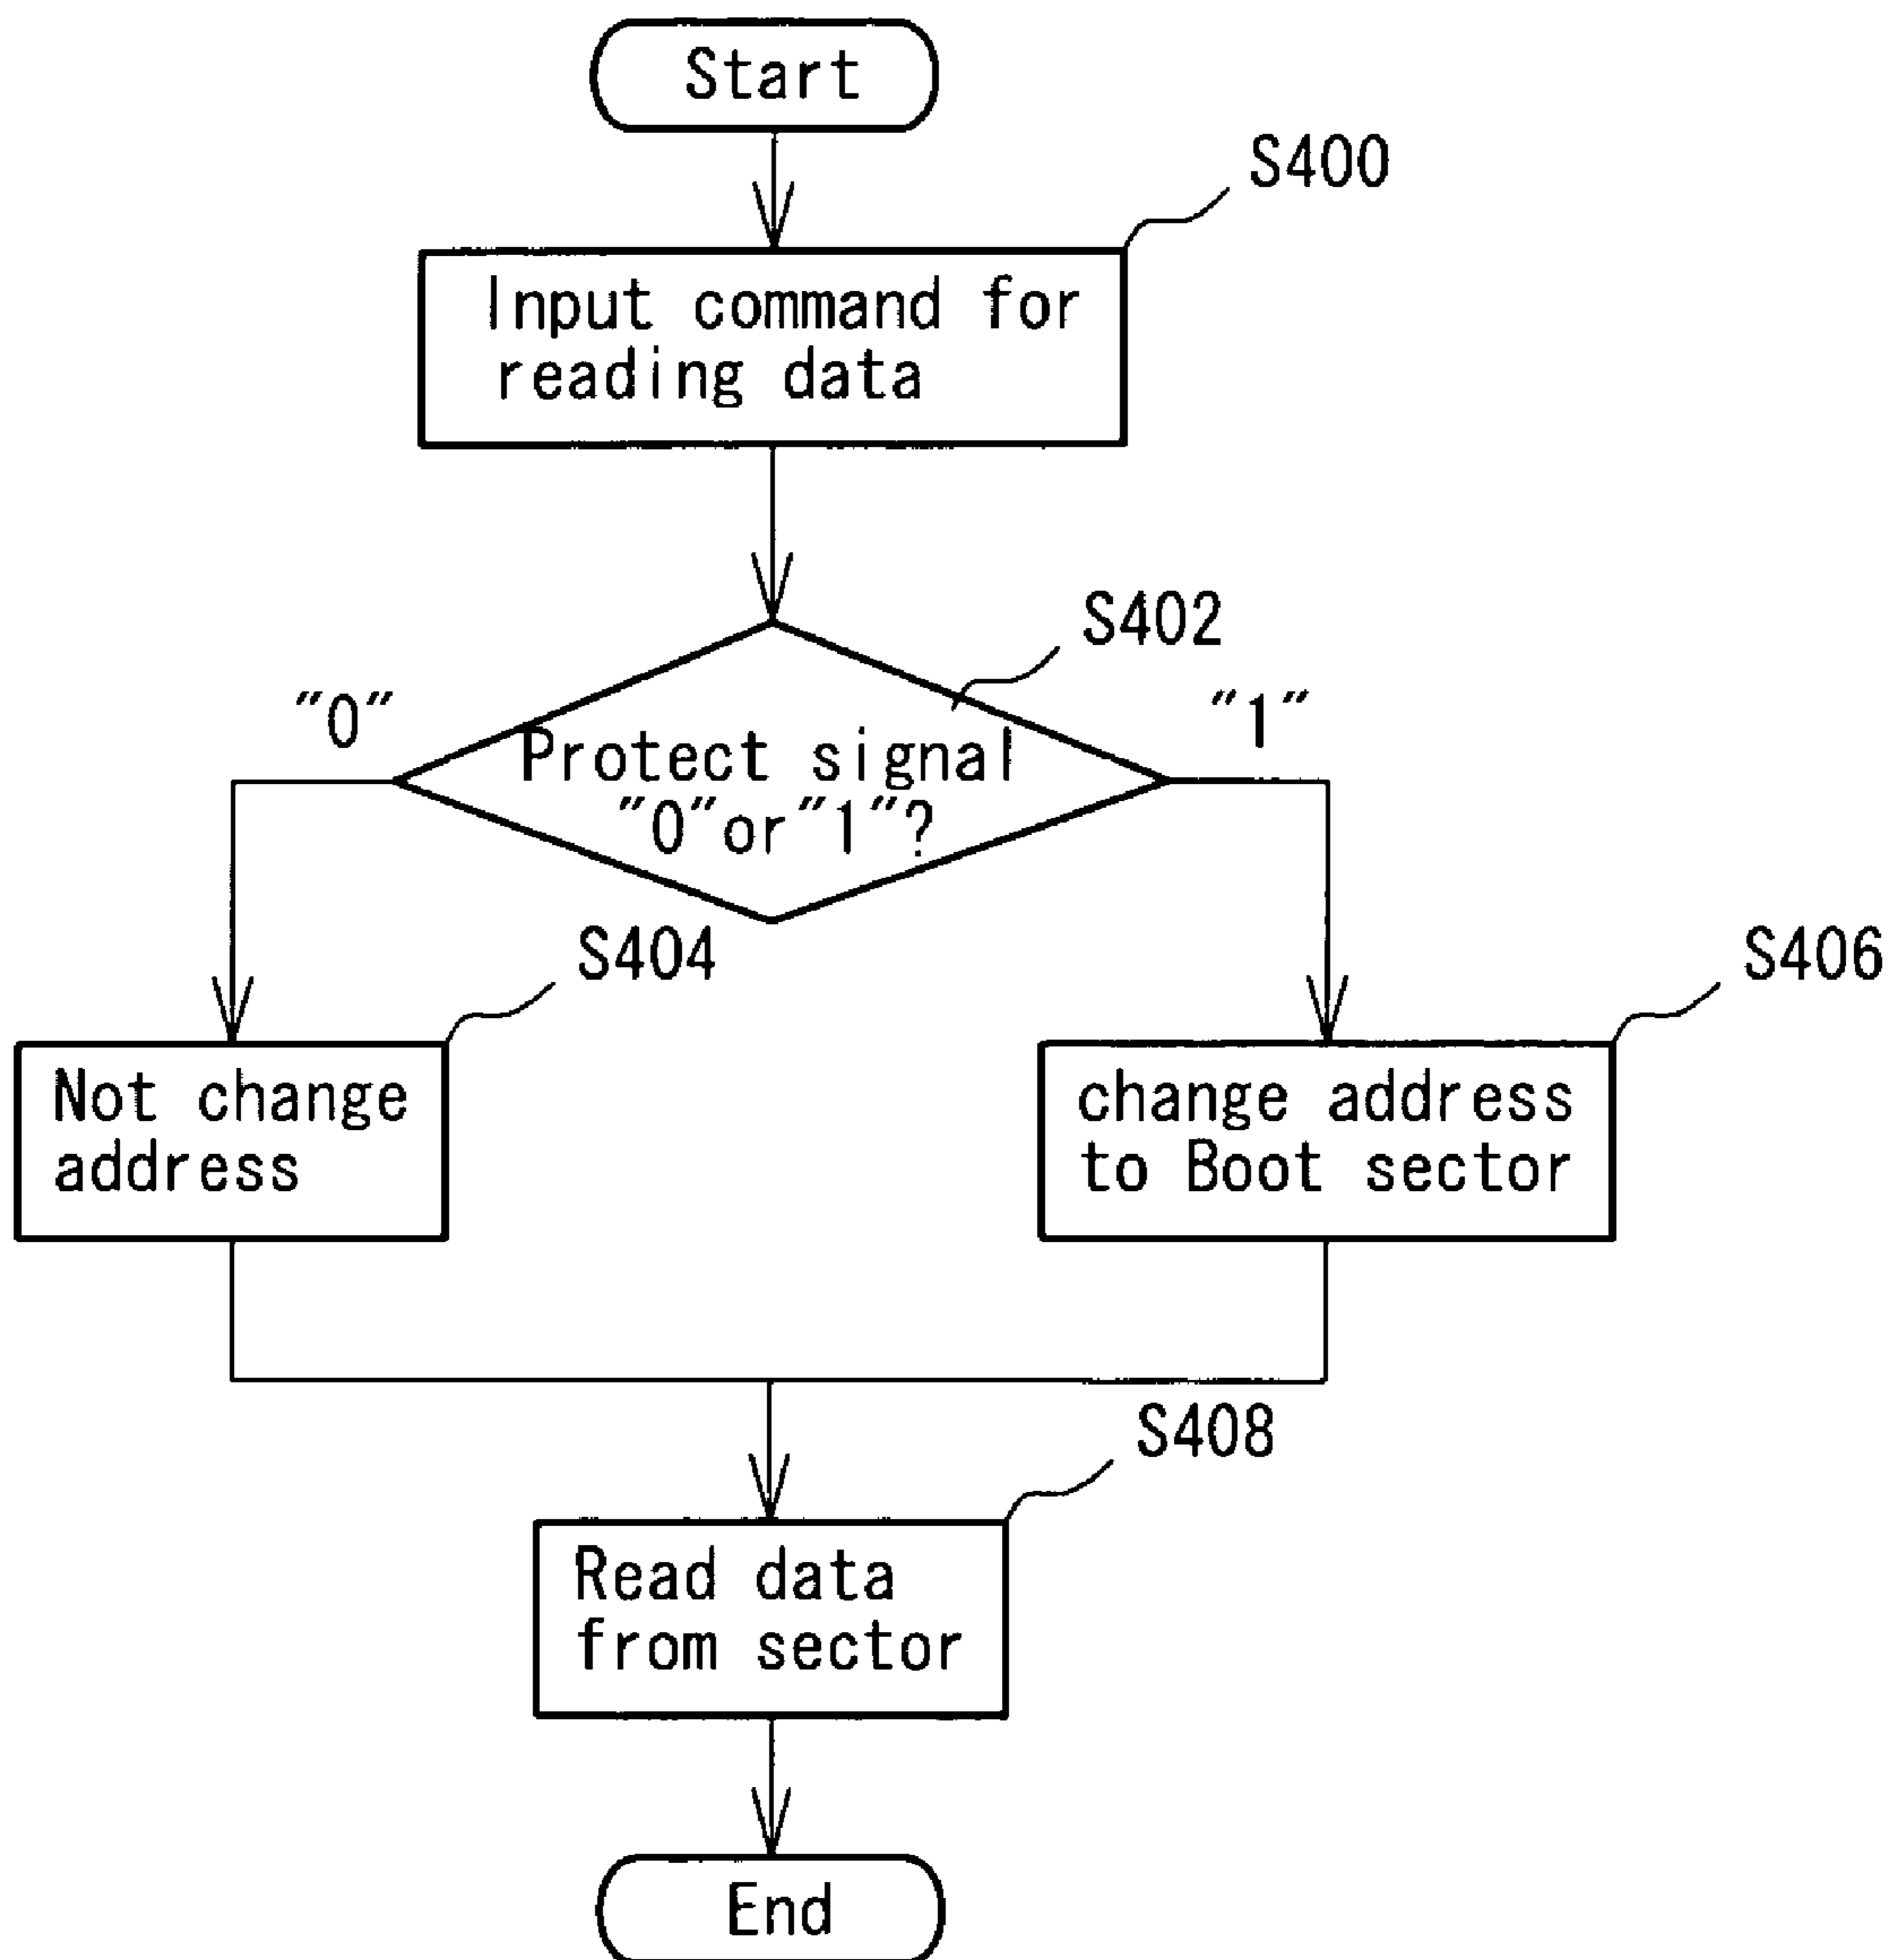 Start
S400
Input command for
reading data
S402
"0"
"1"
Protect signal
"0"or"1"?
S404
S406
Not change
address
change address
to Boot sector
S408
Read data
from sector
End